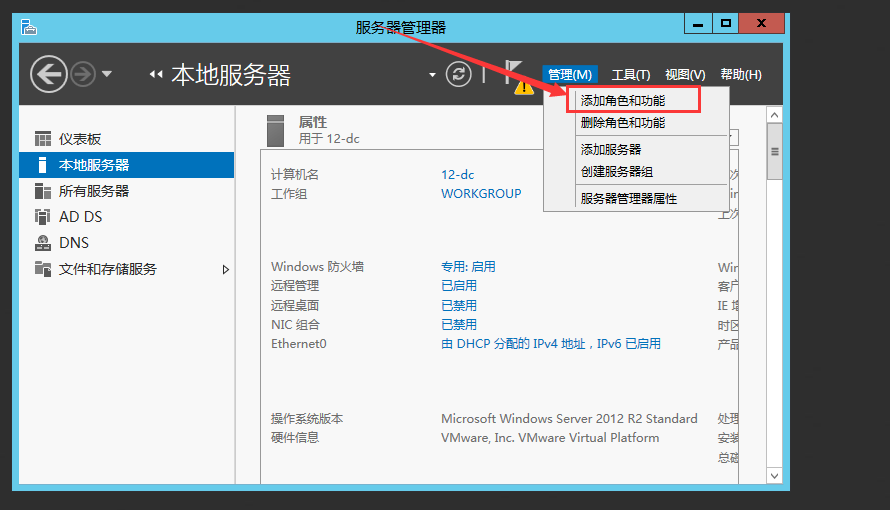 服务器管理器
本地服务器
管理(M) 工具(T) 视图(V) 帮助(H)
添加角色和功能
删除角色和功能
添加服务器
创建服务器组
服务器管理器属性
仪表板
本地服务器
所有服务器
AD DS
DNS
文件和存储服务
属性
用于 12-dc
计算机名 12-dc
工作组 WORKGROUP
上次
Windows 防火墙 专用: 启用
远程管理 已启用
远程桌面 已禁用
NIC 组合 已禁用
Ethernet0 由 DHCP 分配的 IPv4 地址，IPv6 已启用
Win
客户
IE 增
时区
产品
操作系统版本 Microsoft Windows Server 2012 R2 Standard
硬件信息 VMware, Inc. VMware Virtual Platform
处理
安装
总磁